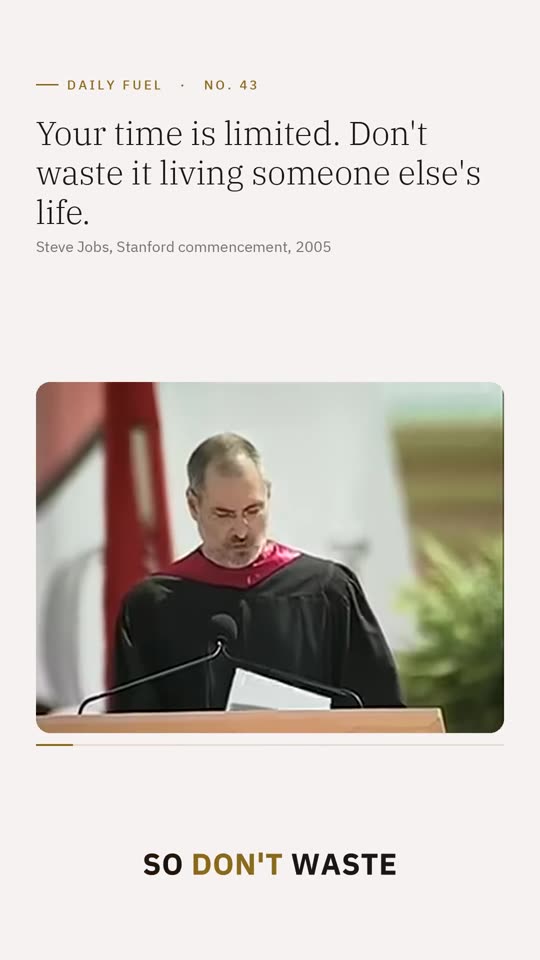 DAILY FUEL · NO. 43
Your time is limited. Don't
waste it living someone else's
life.
Steve Jobs, Stanford commencement, 2005
SO DON'T WASTE